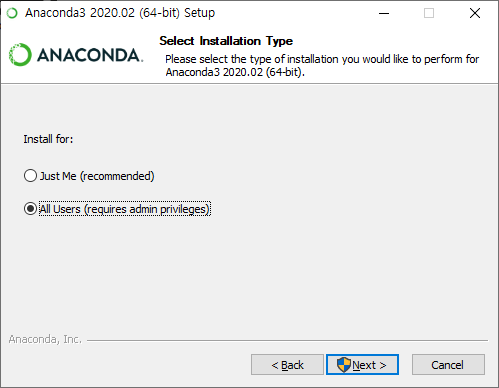 Anaconda3 2020.02 (64-bit) Setup
ANACONDA.
Select Installation Type
Please select the type of installation you would like to perform for
Anaconda3 2020.02 (64-bit).
Install for:
Just Me (recommended)
All Users (requires admin privileges)
Anaconda, Inc.
< Back
Next >
Cancel